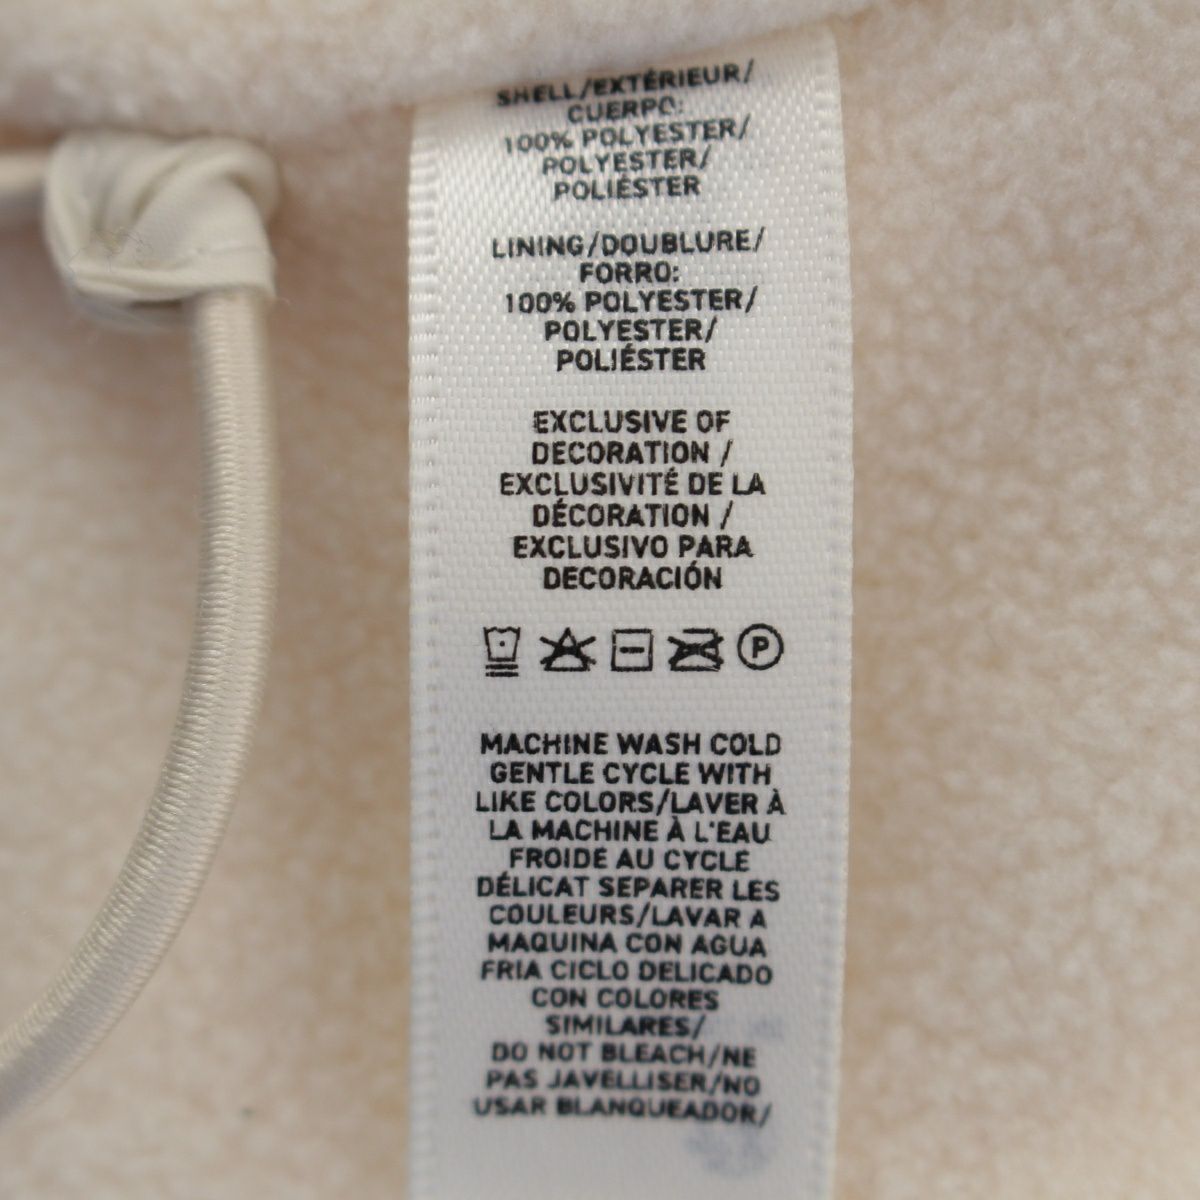 SHELL/EXTÉRIEUR/
CUERPO:
100% POLYESTER/
POLYESTER/
POLIÉSTER
LINING/DOUBLURE/
FORRO:
100% POLYESTER/
POLYESTER/
POLIÉSTER
EXCLUSIVE OF
DECORATION /
EXCLUSIVITÉ DE LA
DÉCORATION /
EXCLUSIVO PARA
DECORACIÓN
P
MACHINE WASH COLD
GENTLE CYCLE WITH
LIKE COLORS/LAVER À
LA MACHINE À L'EAU
FROIDE AU CYCLE
DÉLICAT SEPARER LES
COULEURS/LAVAR A
MAQUINA CON AGUA
FRIA CICLO DELICADO
CON COLORES
SIMILARES/
DO NOT BLEACH/NE
PAS JAVELLISER/NO
USAR BLANQUEADOR/